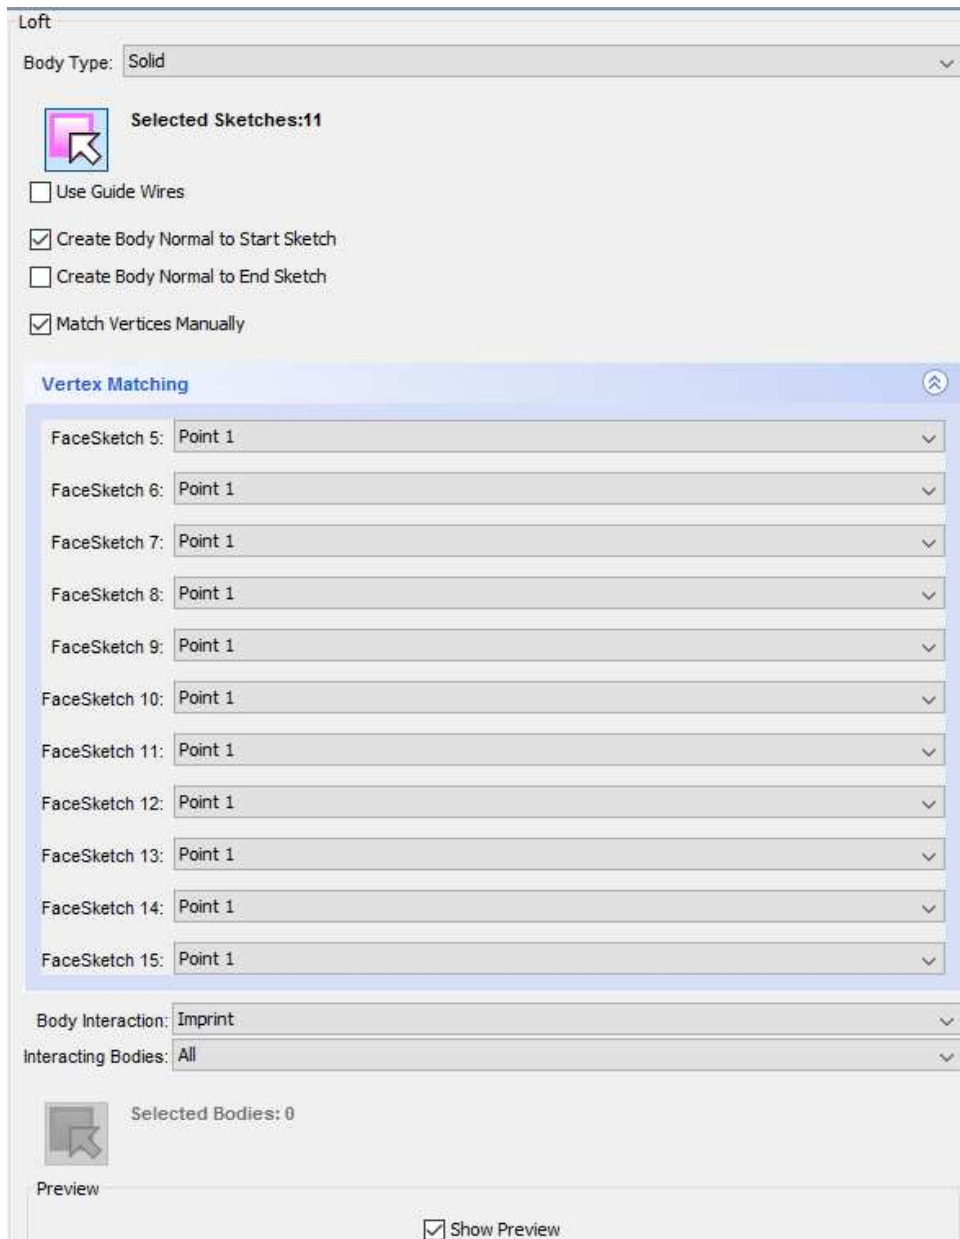 Loft
Body Type: Solid
Selected Sketches:11
Use Guide Wires
Create Body Normal to Start Sketch
Create Body Normal to End Sketch
Match Vertices Manually
Vertex Matching
FaceSketch 5: Point 1
FaceSketch 6: Point 1
FaceSketch 7: Point 1
FaceSketch 8: Point 1
FaceSketch 9: Point 1
FaceSketch 10: Point 1
FaceSketch 11: Point 1
FaceSketch 12: Point 1
FaceSketch 13: Point 1
FaceSketch 14: Point 1
FaceSketch 15: Point 1
Body Interaction: Imprint
Interacting Bodies: All
Selected Bodies: 0
Preview
Show Preview